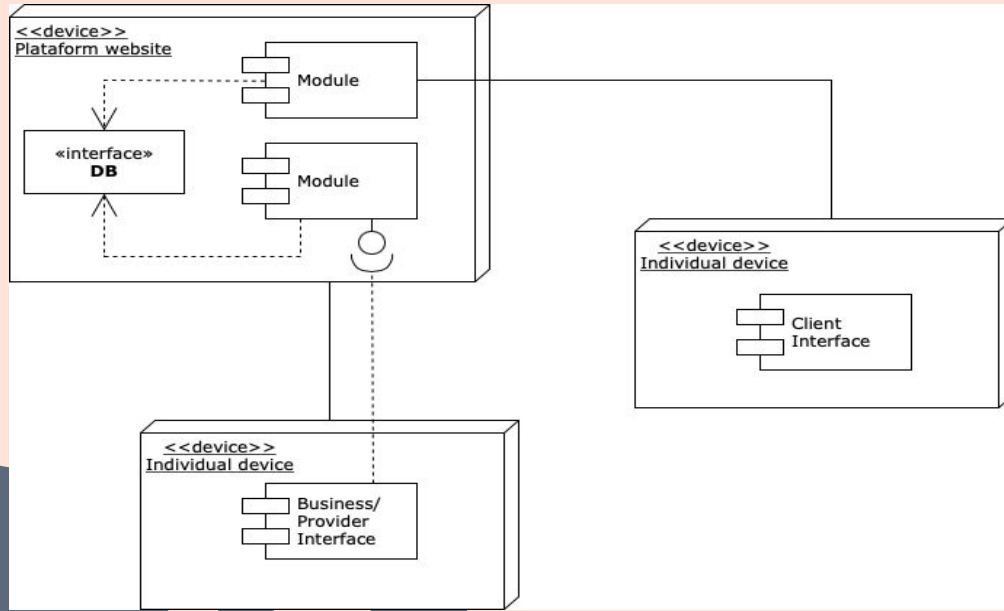 <<device>>
Plataform website
Module
«interface»
DB
Module
<<device>>
Individual device
Client
Interface
<<device>>
Individual device
Business/
Provider
Interface